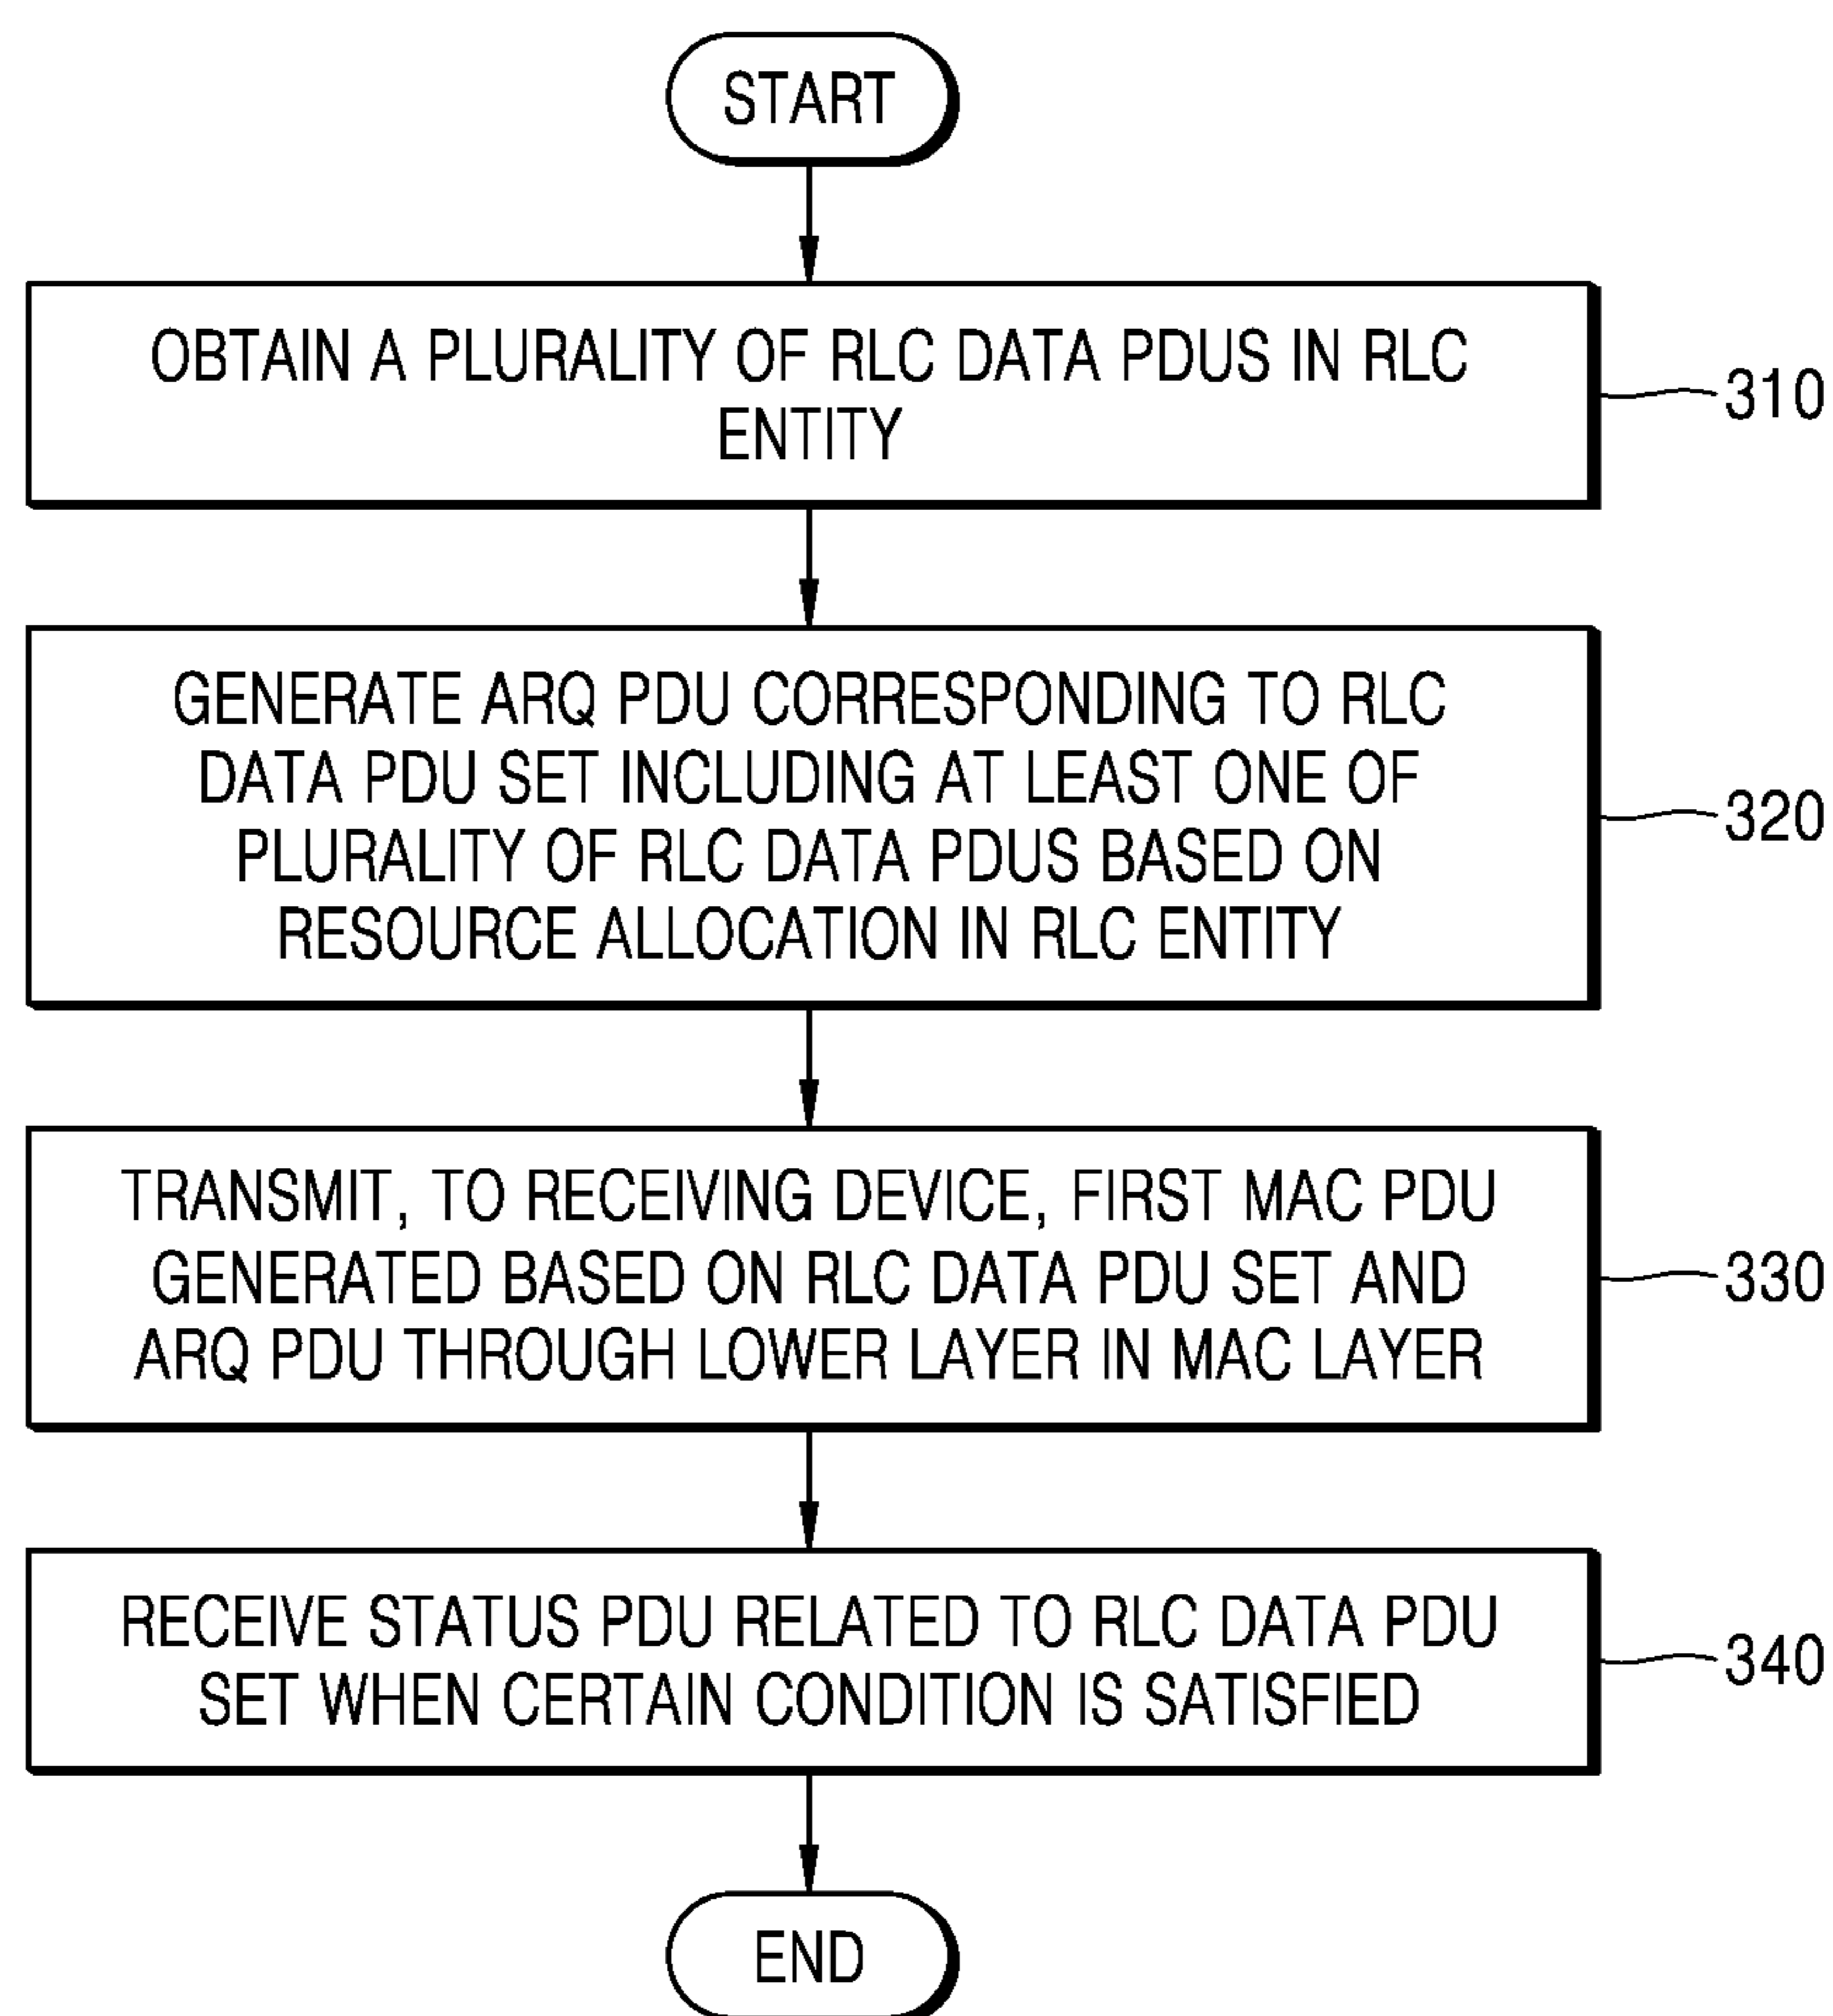 START
OBTAIN A PLURALITY OF RLC DATA PDUS IN RLC
ENTITY
310
GENERATE ARQ PDU CORRESPONDING TO RLC
DATA PDU SET INCLUDING AT LEAST ONE OF
PLURALITY OF RLC DATA PDUS BASED ON
RESOURCE ALLOCATION IN RLC ENTITY
320
TRANSMIT, TO RECEIVING DEVICE, FIRST MAC PDU
GENERATED BASED ON RLC DATA PDU SET AND
ARQ PDU THROUGH LOWER LAYER IN MAC LAYER
330
RECEIVE STATUS PDU RELATED TO RLC DATA PDU
SET WHEN CERTAIN CONDITION IS SATISFIED
340
END